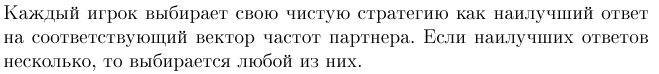 Каждый игрок выбирает свою чистую стратегию как наилучший ответ
на соответствующий вектор частот партнера. Если наилучших ответов
несколько, то выбирается любой из них.